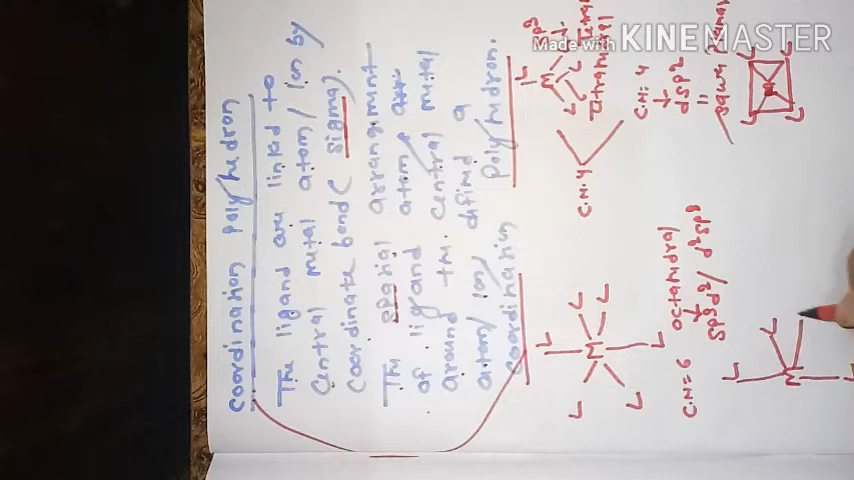 coordination polyhedron
The ligand are linked to
Central metal atom/ Ion by
Coordinate bond ( sigma).
The spatial arrangement
of ligand atom
around the central metal
atom/ Ion defined a
Coordination Polyhedron.
L
L
L
M
L
L
L
C.N=6 octahedral
sp3d2/ d2sp3
C.N:4
sp3
L
M
L
L
Tetrahedral
C.N: 4
dsp2
=
L
L
M
L
L
L
L
M
L
Made with KINEMASTER